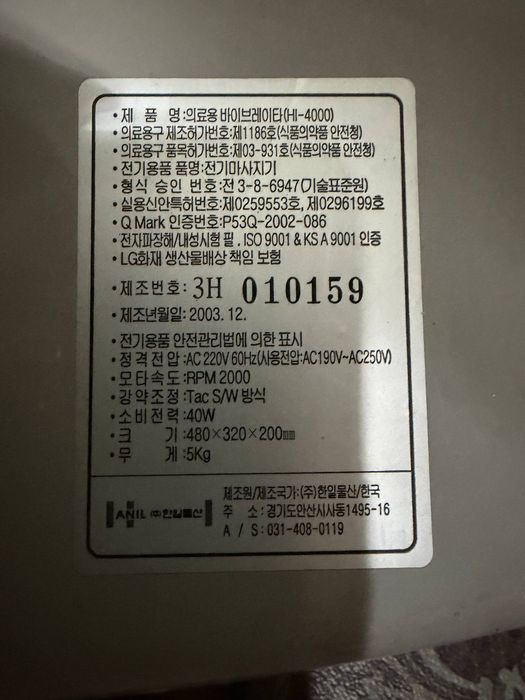 •제 품 명:의료용 바이브레이타(HI-4000)
•의료용구 제조허가번호:제1186호(식품의약품 안전청)
•의료용구 품목허가번호:제03-931호(식품의약품 안전청)
•전기용품 품명:전기마사지기
•형식 승인 번호:전 3-8-6947(기술표준원)
•실용신안특허번호:제0259553호, 제0296199호
•Q Mark 인증번호:P53Q-2002-086
•전자파장해/내성시험 필, ISO 9001 & KS A 9001 인증
•LG화재 생산물배상 책임 보험
•제조번호: 3H 010159
•제조년월일: 2003. 12.
•전기용품 안전관리법에 의한 표시
•정격전압:AC 220V 60Hz(사용전압:AC190V~AC250V)
•모타속도:RPM 2000
•강약조정:Tac S/W 방식
•소비전력:40W
•크 기:480×320×200㎜
•무 게:5Kg
제조원/제조국가:(주)한일물산/한국
ANIL (주)한일물산 주 소:경기도안산시사동1495-16
A / S:031-408-0119